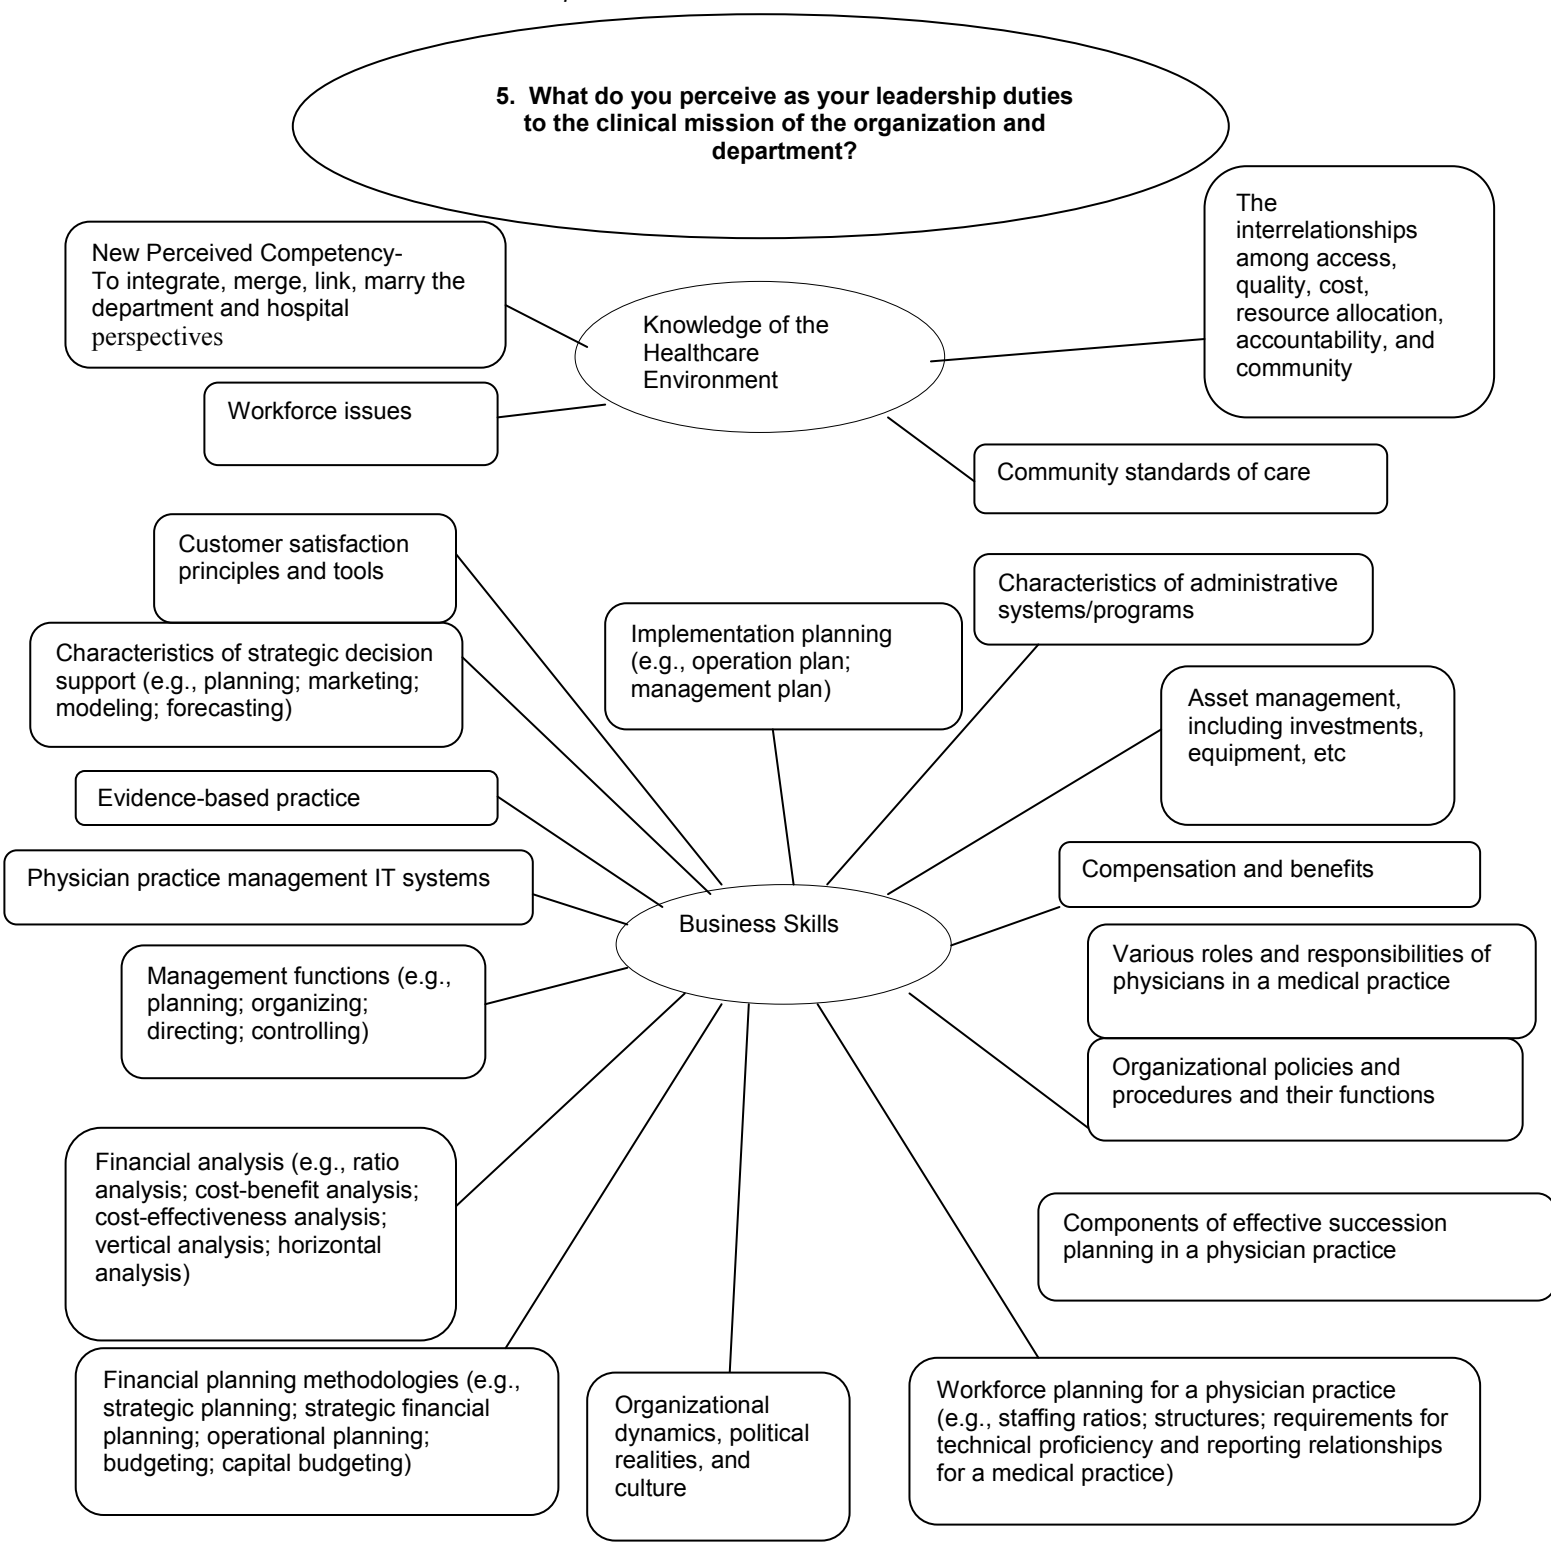 5. What do you perceive as your leadership duties
to the clinical mission of the organization and
department?
New Perceived Competency-
To integrate, merge, link, marry the
department and hospital
perspectives
The
interrelationships
among access,
quality, cost,
resource allocation,
accountability, and
community
Knowledge of the
Healthcare
Environment
Workforce issues
Community standards of care
Customer satisfaction
principles and tools
Characteristics of administrative
systems/programs
Implementation planning
(e.g., operation plan;
management plan)
Characteristics of strategic decision
support (e.g., planning; marketing;
modeling; forecasting)
Asset management,
including investments,
equipment, etc
Evidence-based practice
Compensation and benefits
Physician practice management IT systems
Business Skills
Various roles and responsibilities of
physicians in a medical practice
Management functions (e.g.,
planning; organizing;
directing; controlling)
Organizational policies and
procedures and their functions
Financial analysis (e.g., ratio
analysis; cost-benefit analysis;
cost-effectiveness analysis;
vertical analysis; horizontal
analysis)
Components of effective succession
planning in a physician practice
Financial planning methodologies (e.g.,
strategic planning; strategic financial
planning; operational planning;
budgeting; capital budgeting)
Organizational
dynamics, political
realities, and
culture
Workforce planning for a physician practice
(e.g., staffing ratios; structures; requirements for
technical proficiency and reporting relationships
for a medical practice)